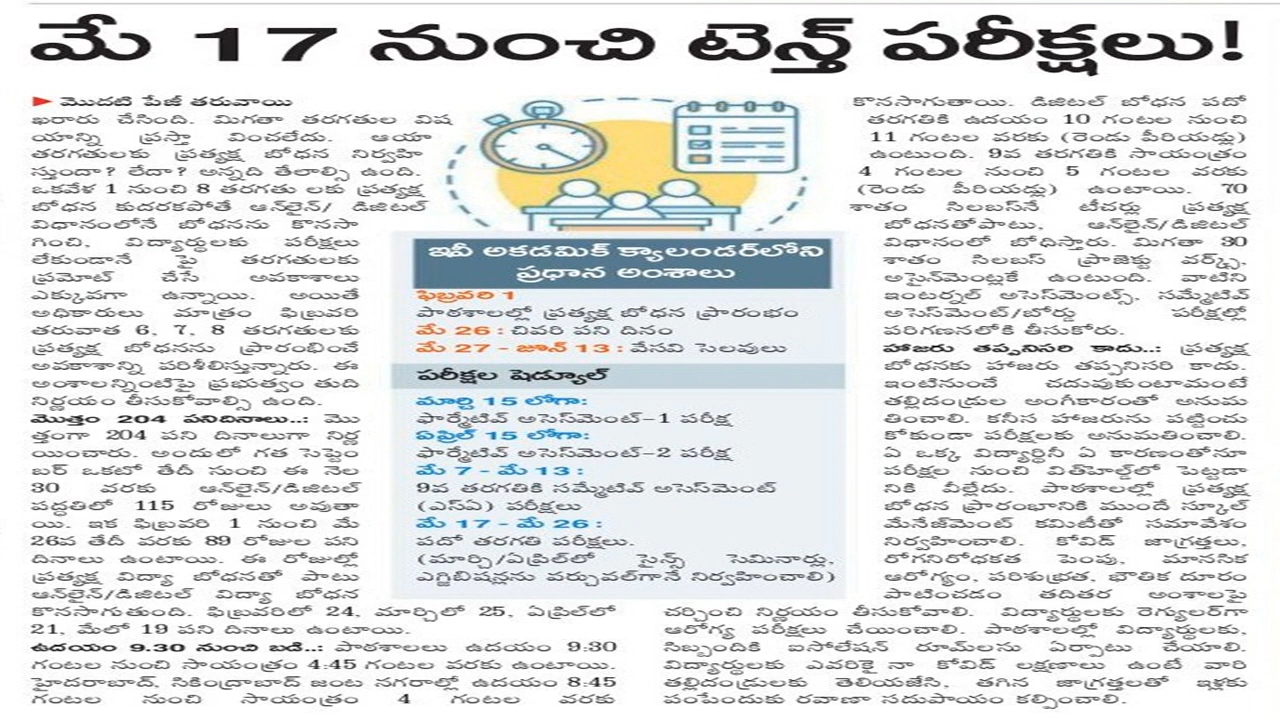 మే 17 నుంచి టెన్త్ పరీక్షలు!
మొదటి పేజీ తరువాయి
ఖరారు చేసింది. మిగతా తరగతుల విష
యాన్ని ప్రస్తా వించలేదు. ఆయా
తరగతులకు ప్రత్యక్ష బోధన నిర్వహి
స్తుందా? లేదా? అన్నది తేలాల్సి ఉంది.
ఒకవేళ 1 నుంచి 8 తరగతు లకు ప్రత్యక్ష
బోధన కుదరకపోతే ఆన్‌లైన్/ డిజిటల్
విధానంలోనే బోధనను కొనసా
గించి, విద్యార్థులకు పరీక్షలు
లేకుండానే పై తరగతులకు
ప్రమోట్ చేసే అవకాశాలు
ఎక్కువగా ఉన్నాయి. అయితే
అధికారులు మాత్రం ఫిబ్రవరి
తరువాత 6, 7, 8 తరగతులకు
ప్రత్యక్ష బోధనను ప్రారంభించే
అవకాశాన్ని పరిశీలిస్తున్నారు. ఈ
అంశాలన్నింటిపై ప్రభుత్వం తుది
నిర్ణయం తీసుకోవాల్సి ఉంది.
మొత్తం 204 పనిదినాలు..: మొ
త్తంగా 204 పని దినాలుగా నిర్ణ
యించారు. అందులో గత సెప్టెం
బర్ ఒకటో తేదీ నుంచి ఈ నెల
30 వరకు ఆన్‌లైన్/డిజిటల్
పద్ధతిలో 115 రోజులు అవుతా
యి. ఇక ఫిబ్రవరి 1 నుంచి మే
26వ తేదీ వరకు 89 రోజుల పని
దినాలు ఉంటాయి. ఈ రోజుల్లో
ప్రత్యక్ష విద్యా బోధనతో పాటు
ఆన్‌లైన్/డిజిటల్ విద్యా బోధన
కొనసాగుతుంది. ఫిబ్రవరిలో 24, మార్చిలో 25, ఏప్రిల్‌లో
21, మేలో 19 పని దినాలు ఉంటాయి.
ఉదయం 9.30 నుంచి బడి..: పాఠశాలలు ఉదయం 9:30
గంటల నుంచి సాయంత్రం 4:45 గంటల వరకు ఉంటాయి.
హైదరాబాద్, సికింద్రాబాద్ జంట నగరాల్లో ఉదయం 8:45
గంటల నుంచి సాయంత్రం 4 గంటల వరకు
ఇవీ అకడమిక్ క్యాలండర్‌లోని
ప్రధాన అంశాలు
ఫిబ్రవరి 1
పాఠశాలల్లో ప్రత్యక్ష బోధన ప్రారంభం
మే 26 : చివరి పని దినం
మే 27 - జూన్ 13 : వేసవి సెలవులు
పరీక్షల షెడ్యూల్
మార్చి 15 లోగా:
ఫార్మేటివ్ అసెస్‌మెంట్-1 పరీక్ష
ఏప్రిల్ 15 లోగా:
ఫార్మేటివ్ అసెస్‌మెంట్-2 పరీక్ష
మే 7 - మే 13 :
9వ తరగతికి సమ్మేటివ్ అసెస్‌మెంట్
(ఎస్ఏ) పరీక్షలు
మే 17 - మే 26 :
పదో తరగతి పరీక్షలు.
(మార్చి/ఏప్రిల్‌లో సైన్స్ సెమినార్లు,
ఎగ్జిబిషన్లను వర్చువల్‌గానే నిర్వహించాలి)
కొనసాగుతాయి. డిజిటల్ బోధన పదో
తరగతికి ఉదయం 10 గంటల నుంచి
11 గంటల వరకు (రెండు పీరియడ్లు)
ఉంటుంది. 9వ తరగతికి సాయంత్రం
4 గంటల నుంచి 5 గంటల వరకు
(రెండు పీరియడ్లు) ఉంటాయి. 70
శాతం సిలబస్‌నే టీచర్లు ప్రత్యక్ష
బోధనతోపాటు, ఆన్‌లైన్/డిజిటల్
విధానంలో బోధిస్తారు. మిగతా 30
శాతం సిలబస్ ప్రాజెక్టు వర్క్స్,
అసైన్‌మెంట్లకే ఉంటుంది. వాటిని
ఇంటర్నల్ అసెస్‌మెంట్స్, సమ్మేటివ్
అసెస్‌మెంట్/బోర్డు పరీక్షల్లో
పరిగణనలోకి తీసుకోరు.
హాజరు తప్పనిసరి కాదు..: ప్రత్యక్ష
బోధనకు హాజరు తప్పనిసరి కాదు.
ఇంటినుంచే చదువుకుంటామంటే
తల్లిదండ్రుల అంగీకారంతో అనుమ
తించాలి. కనీస హాజరును పట్టించు
కోకుండా పరీక్షలకు అనుమతించాలి.
ఏ ఒక్క విద్యార్థినీ ఏ కారణంతోనూ
పరీక్షల నుంచి విత్‌హెల్డ్‌లో పెట్టడా
నికి వీల్లేదు. పాఠశాలల్లో ప్రత్యక్ష
బోధన ప్రారంభానికి ముందే స్కూల్
మేనేజ్‌మెంట్ కమిటీతో సమావేశం
నిర్వహించాలి. కోవిడ్ జాగ్రత్తలు,
రోగనిరోధకత పెంపు, మానసిక
ఆరోగ్యం, పరిశుభ్రత, భౌతిక దూరం
పాటించడం తదితర అంశాలపై
చర్చించి నిర్ణయం తీసుకోవాలి. విద్యార్థులకు రెగ్యులర్‌గా
ఆరోగ్య పరీక్షలు చేయించాలి. పాఠశాలల్లో విద్యార్థులకు,
సిబ్బందికి ఐసోలేషన్ రూమ్‌లను ఏర్పాటు చేయాలి.
విద్యార్థులకు ఎవరికై నా కోవిడ్ లక్షణాలు ఉంటే వారి
తల్లిదండ్రులకు తెలియజేసి, తగిన జాగ్రత్తలతో ఇళ్లకు
పంపేందుకు రవాణా సదుపాయం కల్పించాలి.